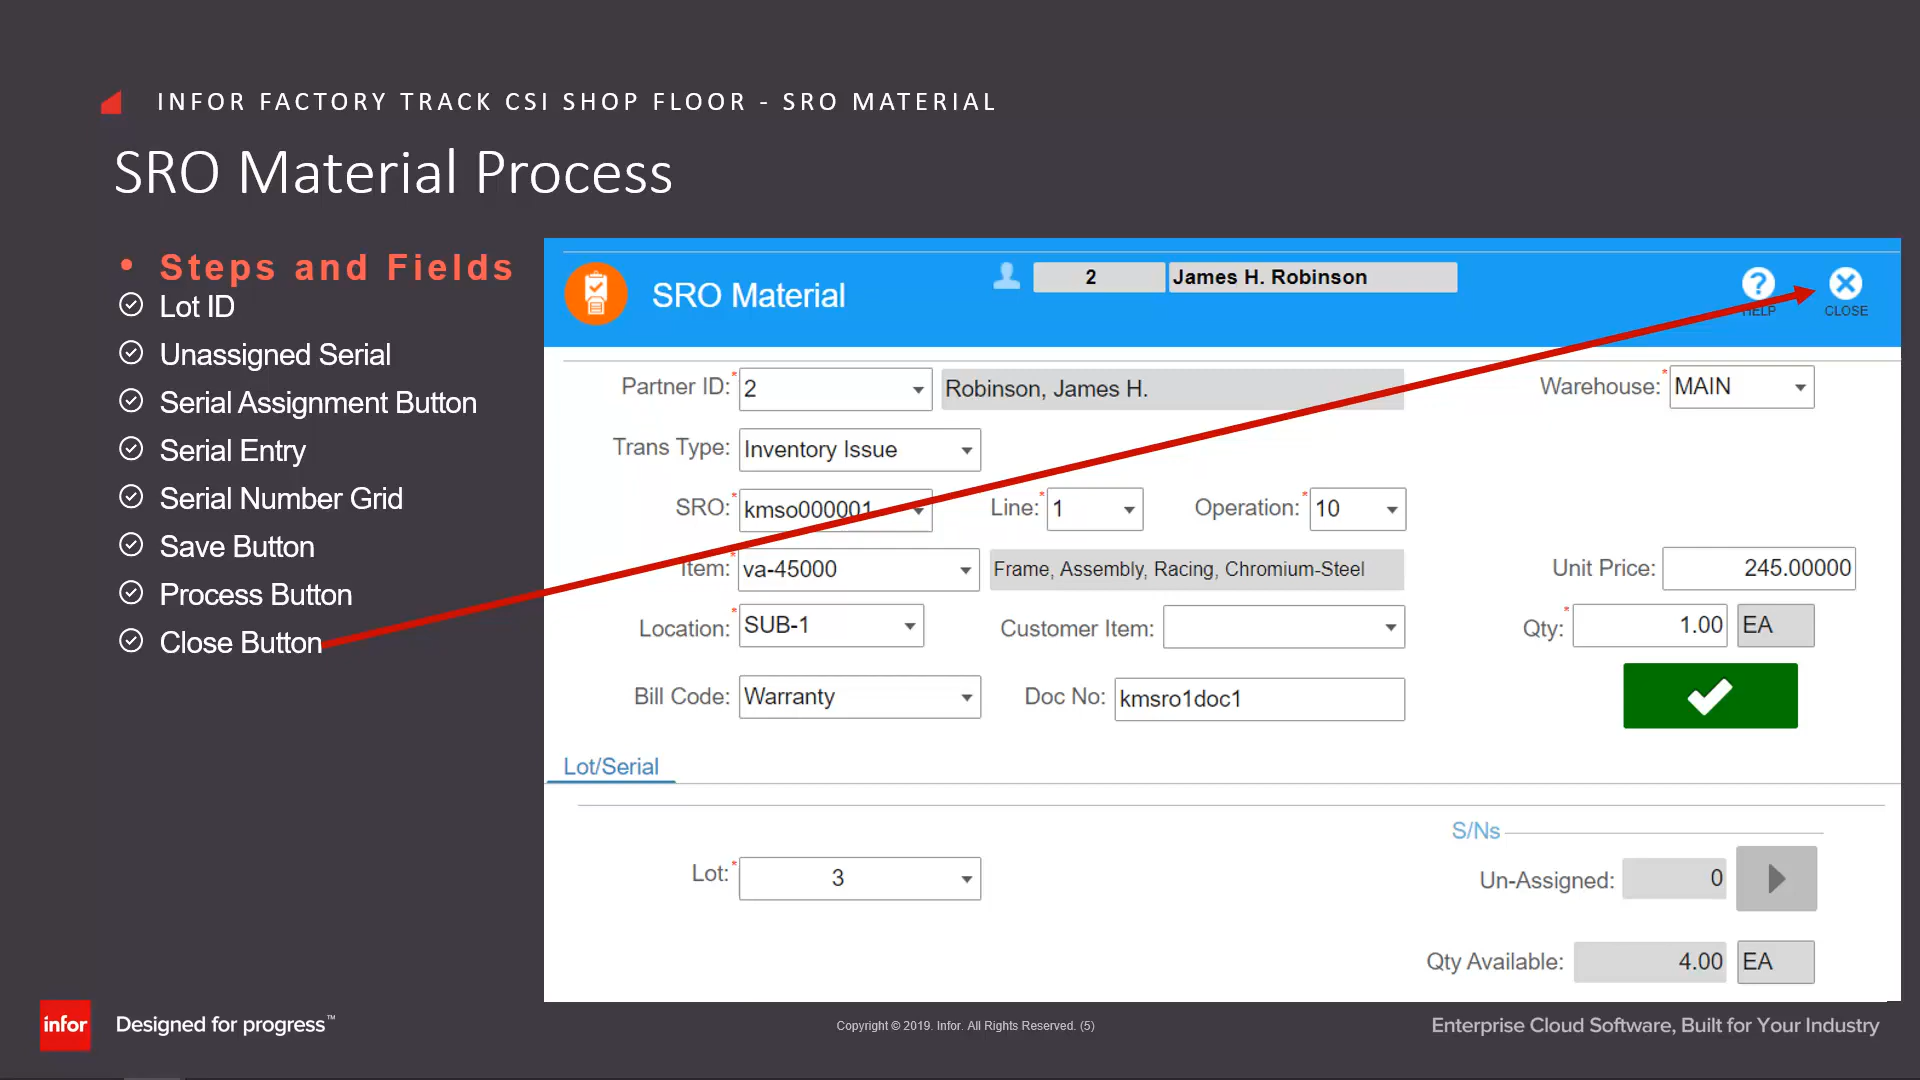 INFOR FACTORY TRACK CSI SHOP FLOOR - SRO MATERIAL
SRO Material Process
• Steps and Fields
Lot ID
Unassigned Serial
Serial Assignment Button
Serial Entry
Serial Number Grid
Save Button
Process Button
Close Button
SRO Material
2 James H. Robinson
HELP CLOSE
Partner ID:* 2 Robinson, James H. Warehouse:* MAIN
Trans Type: Inventory Issue
SRO:* kmso000001 Line:* 1 Operation:* 10
Item:* va-45000 Frame, Assembly, Racing, Chromium-Steel Unit Price: 245.00000
Location:* SUB-1 Customer Item: Qty:* 1.00 EA
Bill Code: Warranty Doc No: kmsro1doc1
Lot/Serial
S/Ns
Lot:* 3 Un-Assigned: 0
Qty Available: 4.00 EA
infor Designed for progress™
Copyright © 2019. Infor. All Rights Reserved. (5)
Enterprise Cloud Software, Built for Your Industry